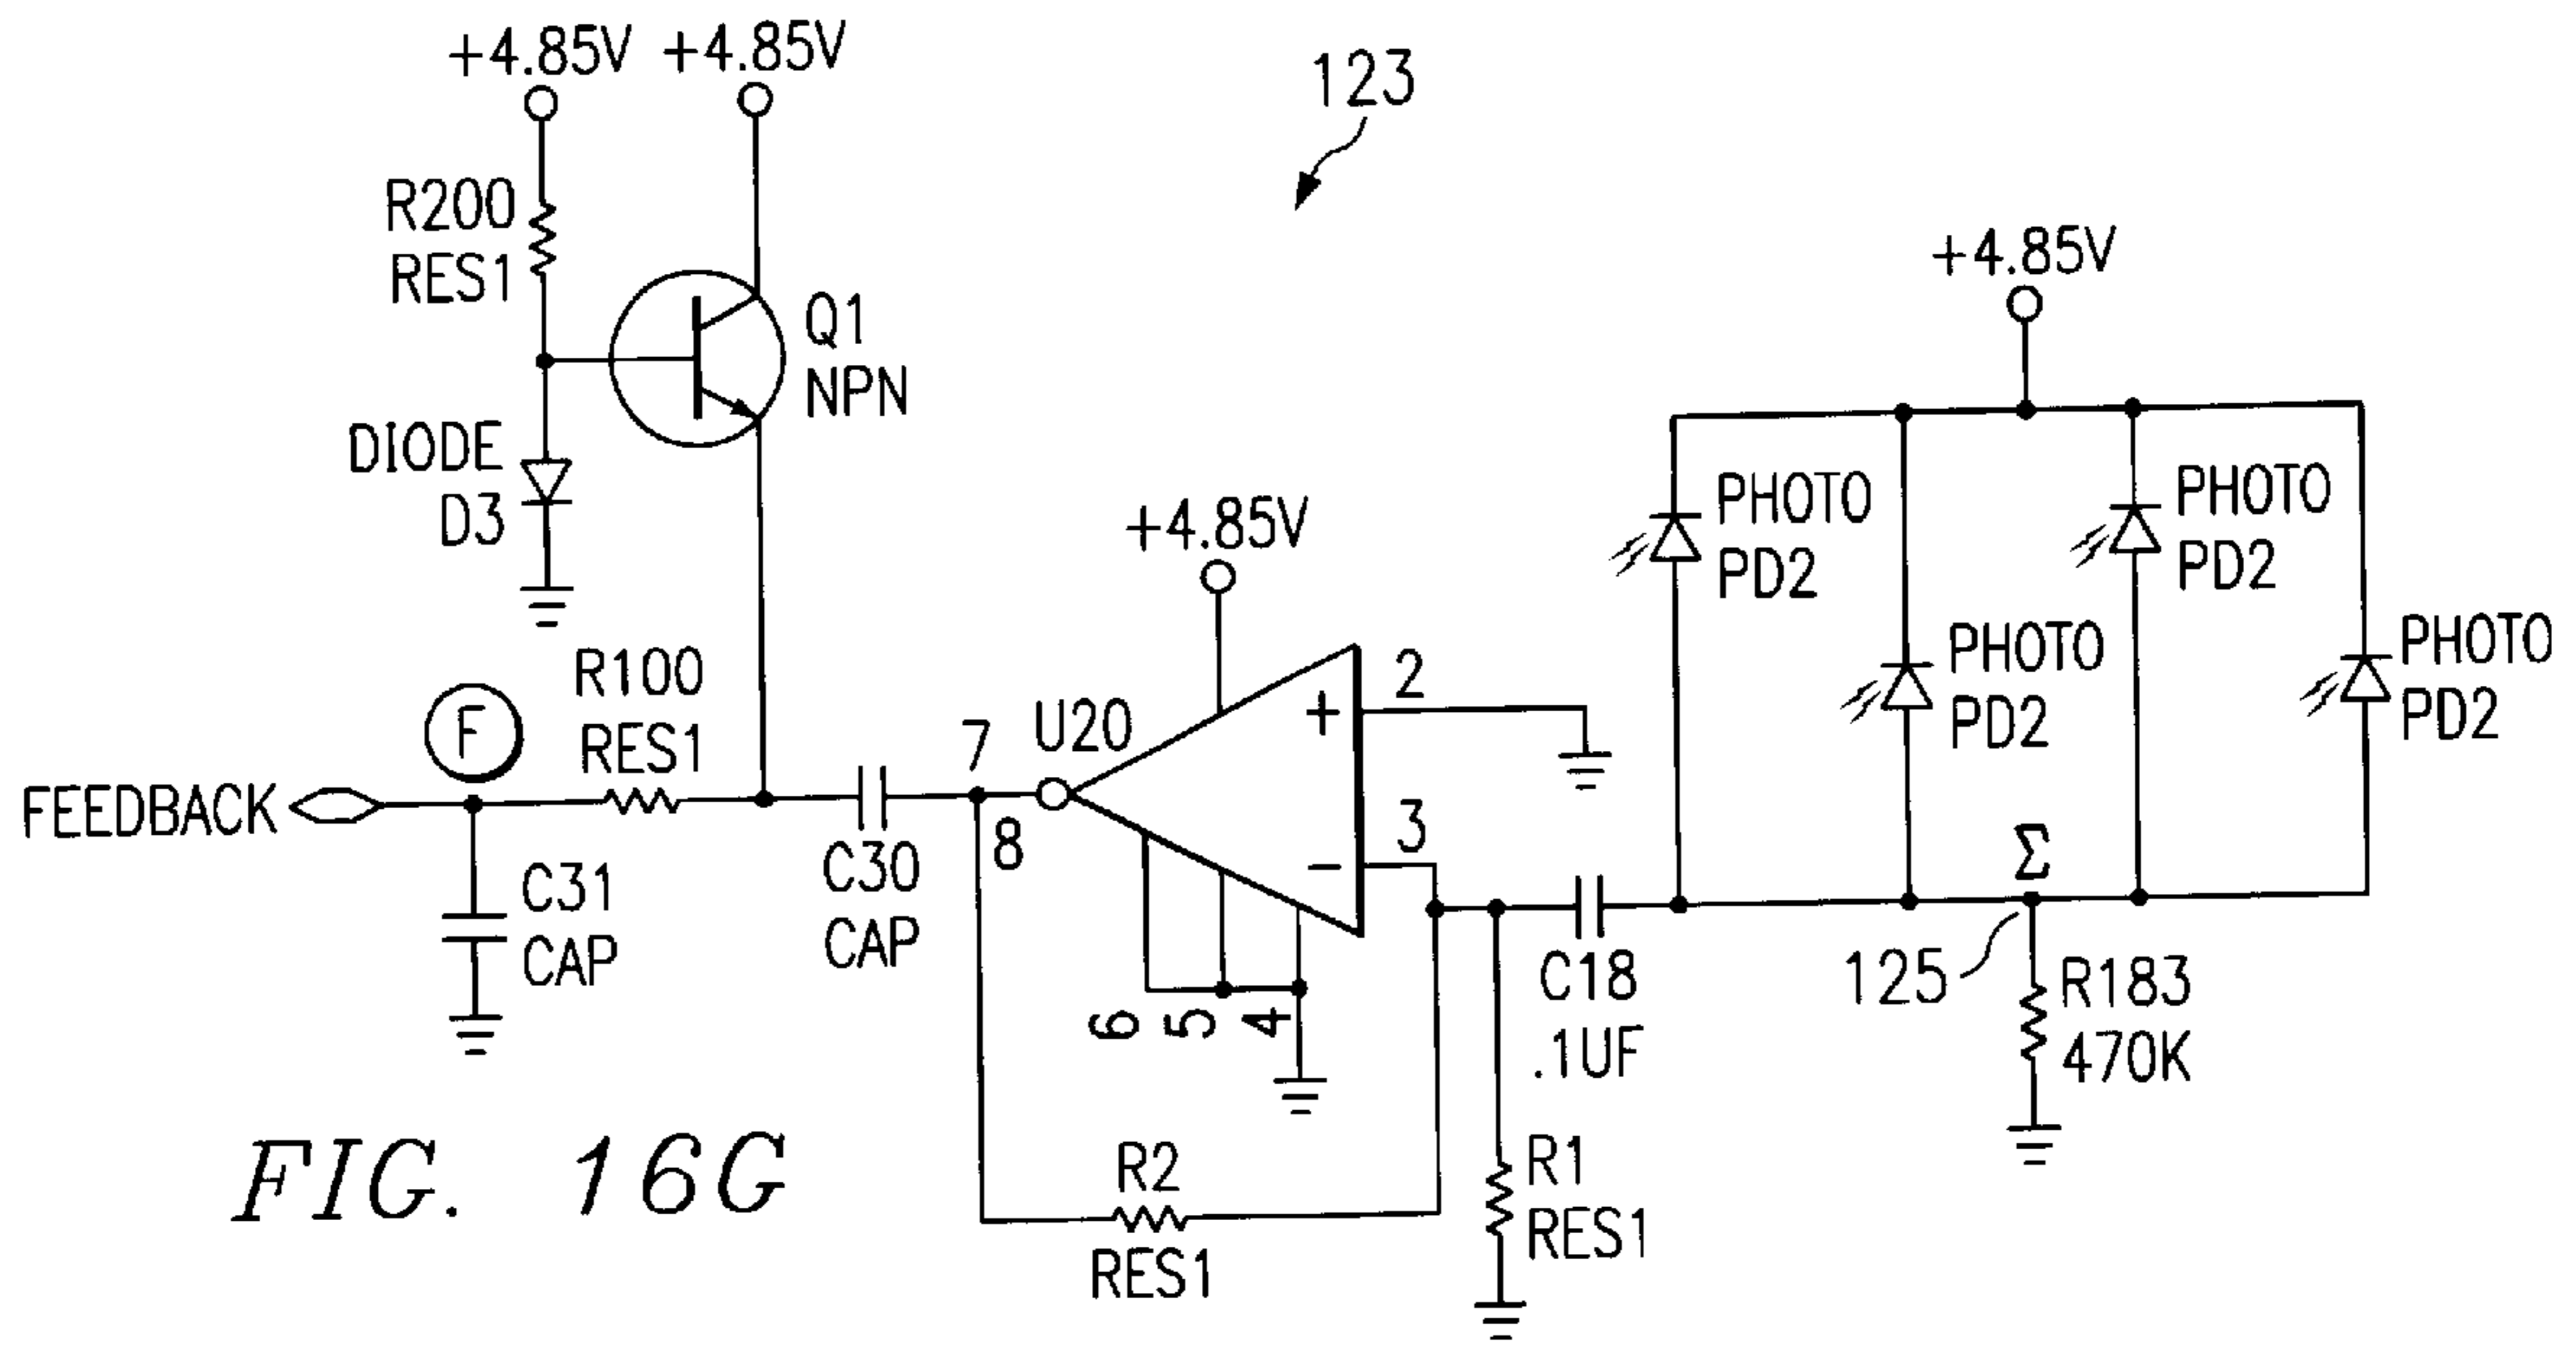 +4.85V +4.85V
123
R200
RES1
Q1
NPN
DIODE
D3
+4.85V
+4.85V
PHOTO
PD2
PHOTO
PD2
PHOTO
PD2
PHOTO
PD2
FEEDBACK
F
R100
RES1
C31
CAP
C30
CAP
7
8
U20
+
2
-
3
6
5
4
C18
.1UF
Σ
125
R183
470K
R2
RES1
R1
RES1
FIG. 16G